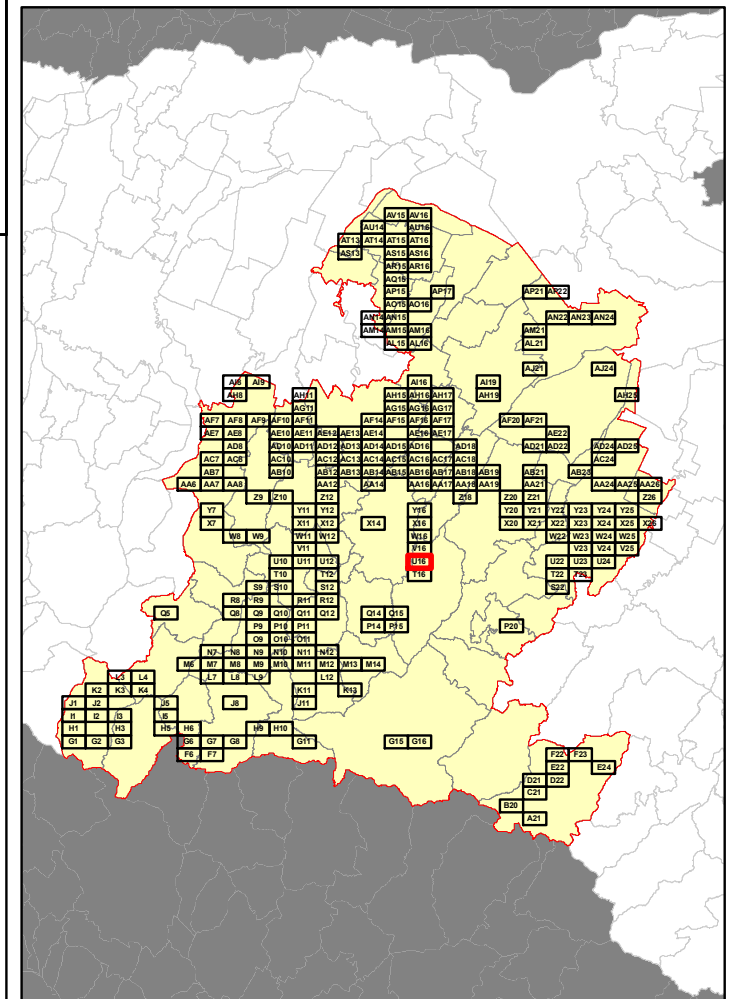 AV15 AV16
AU14 AU16
AT13 AT14 AT15 AT16
AS13 AS15 AS16
AR15 AR16
AQ15
AP15 AP17 AP21 AP22
AO15 AO16
AN14 AN15 AN22 AN23 AN24
AM14 AM15 AM16 AM21
AL15 AL16 AL21
AJ21 AJ24
AI8 AI9 AI16 AI19
AH8 AH11 AH15 AH16 AH17 AH19 AH25
AG11 AG15 AG16 AG17
AF7 AF8 AF9 AF10 AF11 AF14 AF15 AF16 AF17 AF20 AF21
AE7 AE8 AE10 AE11 AE12 AE13 AE14 AE16 AE17 AE22
AD8 AD10 AD11 AD12 AD13 AD14 AD15 AD16 AD18 AD21 AD22 AD24 AD25
AC7 AC8 AC10 AC12 AC13 AC14 AC15 AC16 AC17 AC18 AC24
AB7 AB10 AB12 AB13 AB14 AB15 AB16 AB17 AB18 AB19 AB21 AB23
AA6 AA7 AA8 AA12 AA14 AA16 AA17 AA18 AA19 AA21 AA24 AA25 AA26
Z9 Z10 Z12 Z18 Z20 Z21 Z26
Y7 Y11 Y12 Y16 Y20 Y21 Y22 Y23 Y24 Y25
X7 X11 X12 X14 X16 X20 X21 X22 X23 X24 X25 X26
W8 W9 W11 W12 W16 W22 W23 W24 W25
V11 V16 V23 V24 V25
U10 U11 U12 U16 U22 U23 U24
T10 T12 T16 T22 T23
S9 S10 S12 S22
R8 R9 R11 R12
Q5 Q8 Q9 Q10 Q11 Q12 Q14 Q15
P9 P10 P11 P14 P15 P20
O9 O10 O11
N7 N8 N9 N10 N11 N12
M6 M7 M8 M9 M10 M11 M12 M13 M14
L3 L4 L7 L8 L9 L12
K2 K3 K4 K11 K13
J1 J2 J5 J8 J11
I1 I2 I3 I5
H1 H3 H5 H6 H9 H10
G1 G2 G3 G6 G7 G8 G11 G15 G16
F6 F7 F22 F23
E22 E24
D21 D22
C21
B20
A21